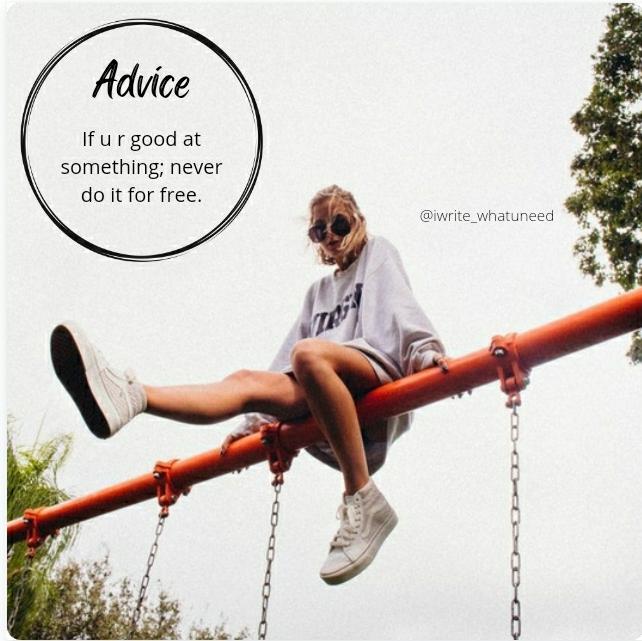 Advice
If u r good at
something; never
do it for free.
@iwrite_whatuneed